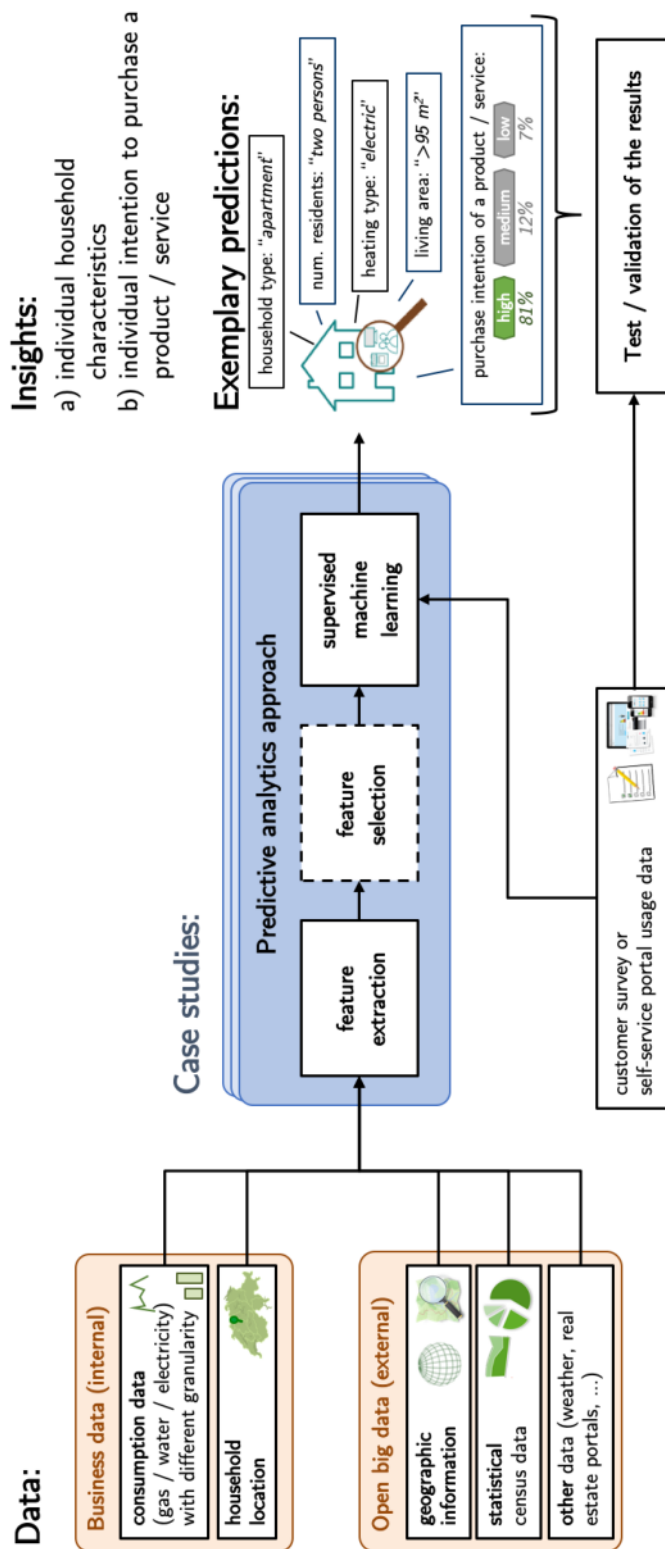 Data:
Business data (internal)
consumption data
(gas / water / electricity)
with different granularity
household
location
Open big data (external)
geographic
information
statistical
census data
other data (weather, real
estate portals, ...)
Case studies:
Predictive analytics approach
feature
extraction
feature
selection
supervised
machine
learning
customer survey or
self-service portal usage data
Insights:
a) individual household
characteristics
b) individual intention to purchase a
product / service
Exemplary predictions:
household type: “apartment”
num. residents: “two persons”
heating type: “electric”
living area: “>95 m²”
purchase intention of a product / service:
high medium low
81% 12% 7%
Test / validation of the results